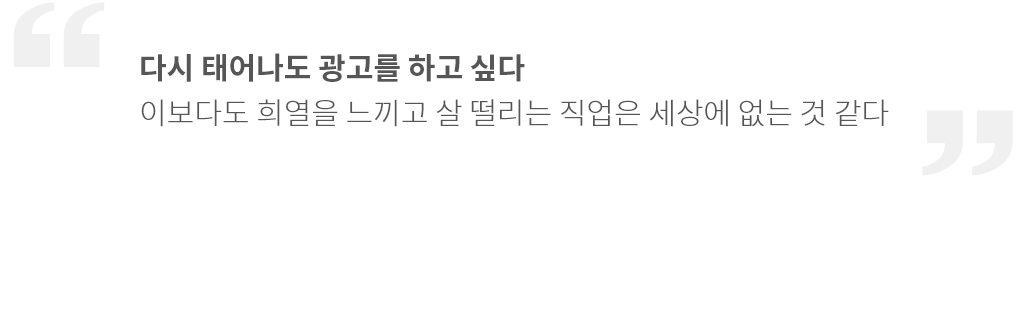 “
다시 태어나도 광고를 하고 싶다
이보다도 희열을 느끼고 살 떨리는 직업은 세상에 없는 것 같다
”